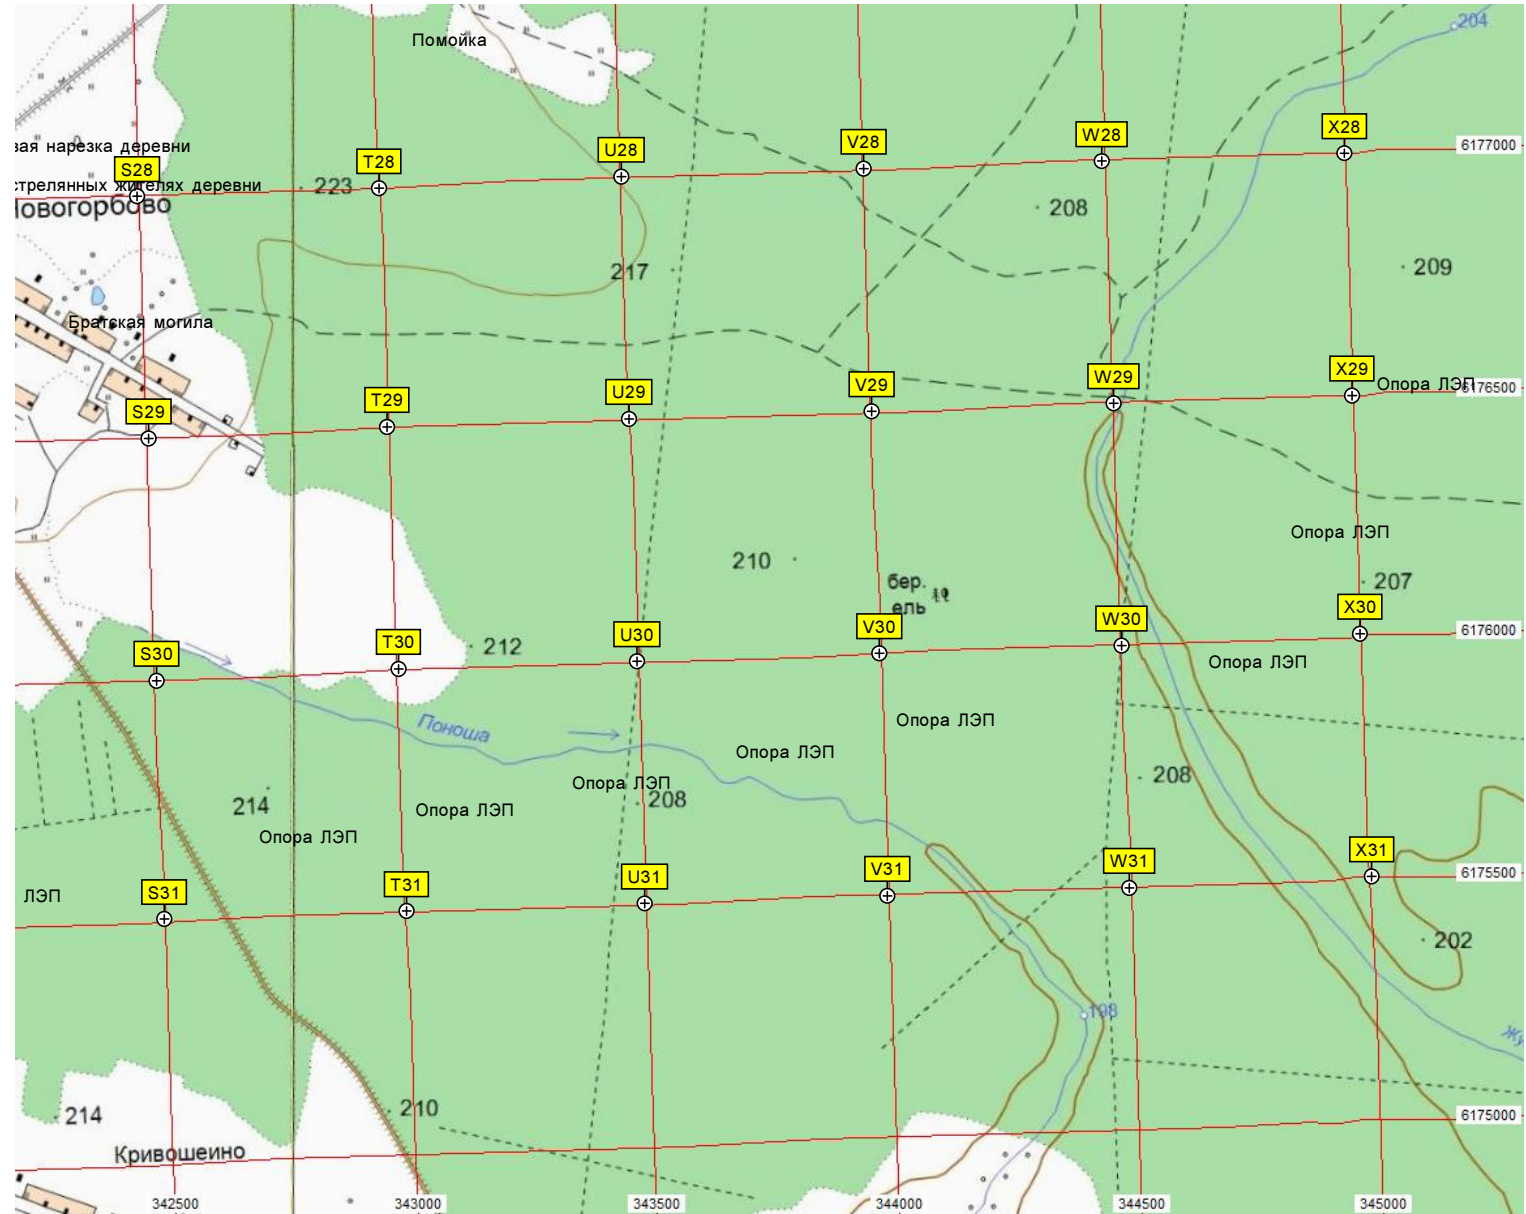 204
Помойка
вая нарезка деревни
S28
T28
U28
V28
W28
X28
6177000
стрелянных жителях деревни
223
Новогорбово
208
217
209
Братская могила
S29
T29
U29
V29
W29
X29
Опора ЛЭП
6176500
Опора ЛЭП
210
бер.
ель
207
S30
T30
212
U30
V30
W30
X30
6176000
Опора ЛЭП
Поноша
Опора ЛЭП
Опора ЛЭП
Опора ЛЭП
208
208
214
Опора ЛЭП
Опора ЛЭП
ЛЭП
S31
T31
U31
V31
W31
X31
6175500
202
198
Жу
214
210
6175000
Кривошеино
342500
343000
343500
344000
344500
345000